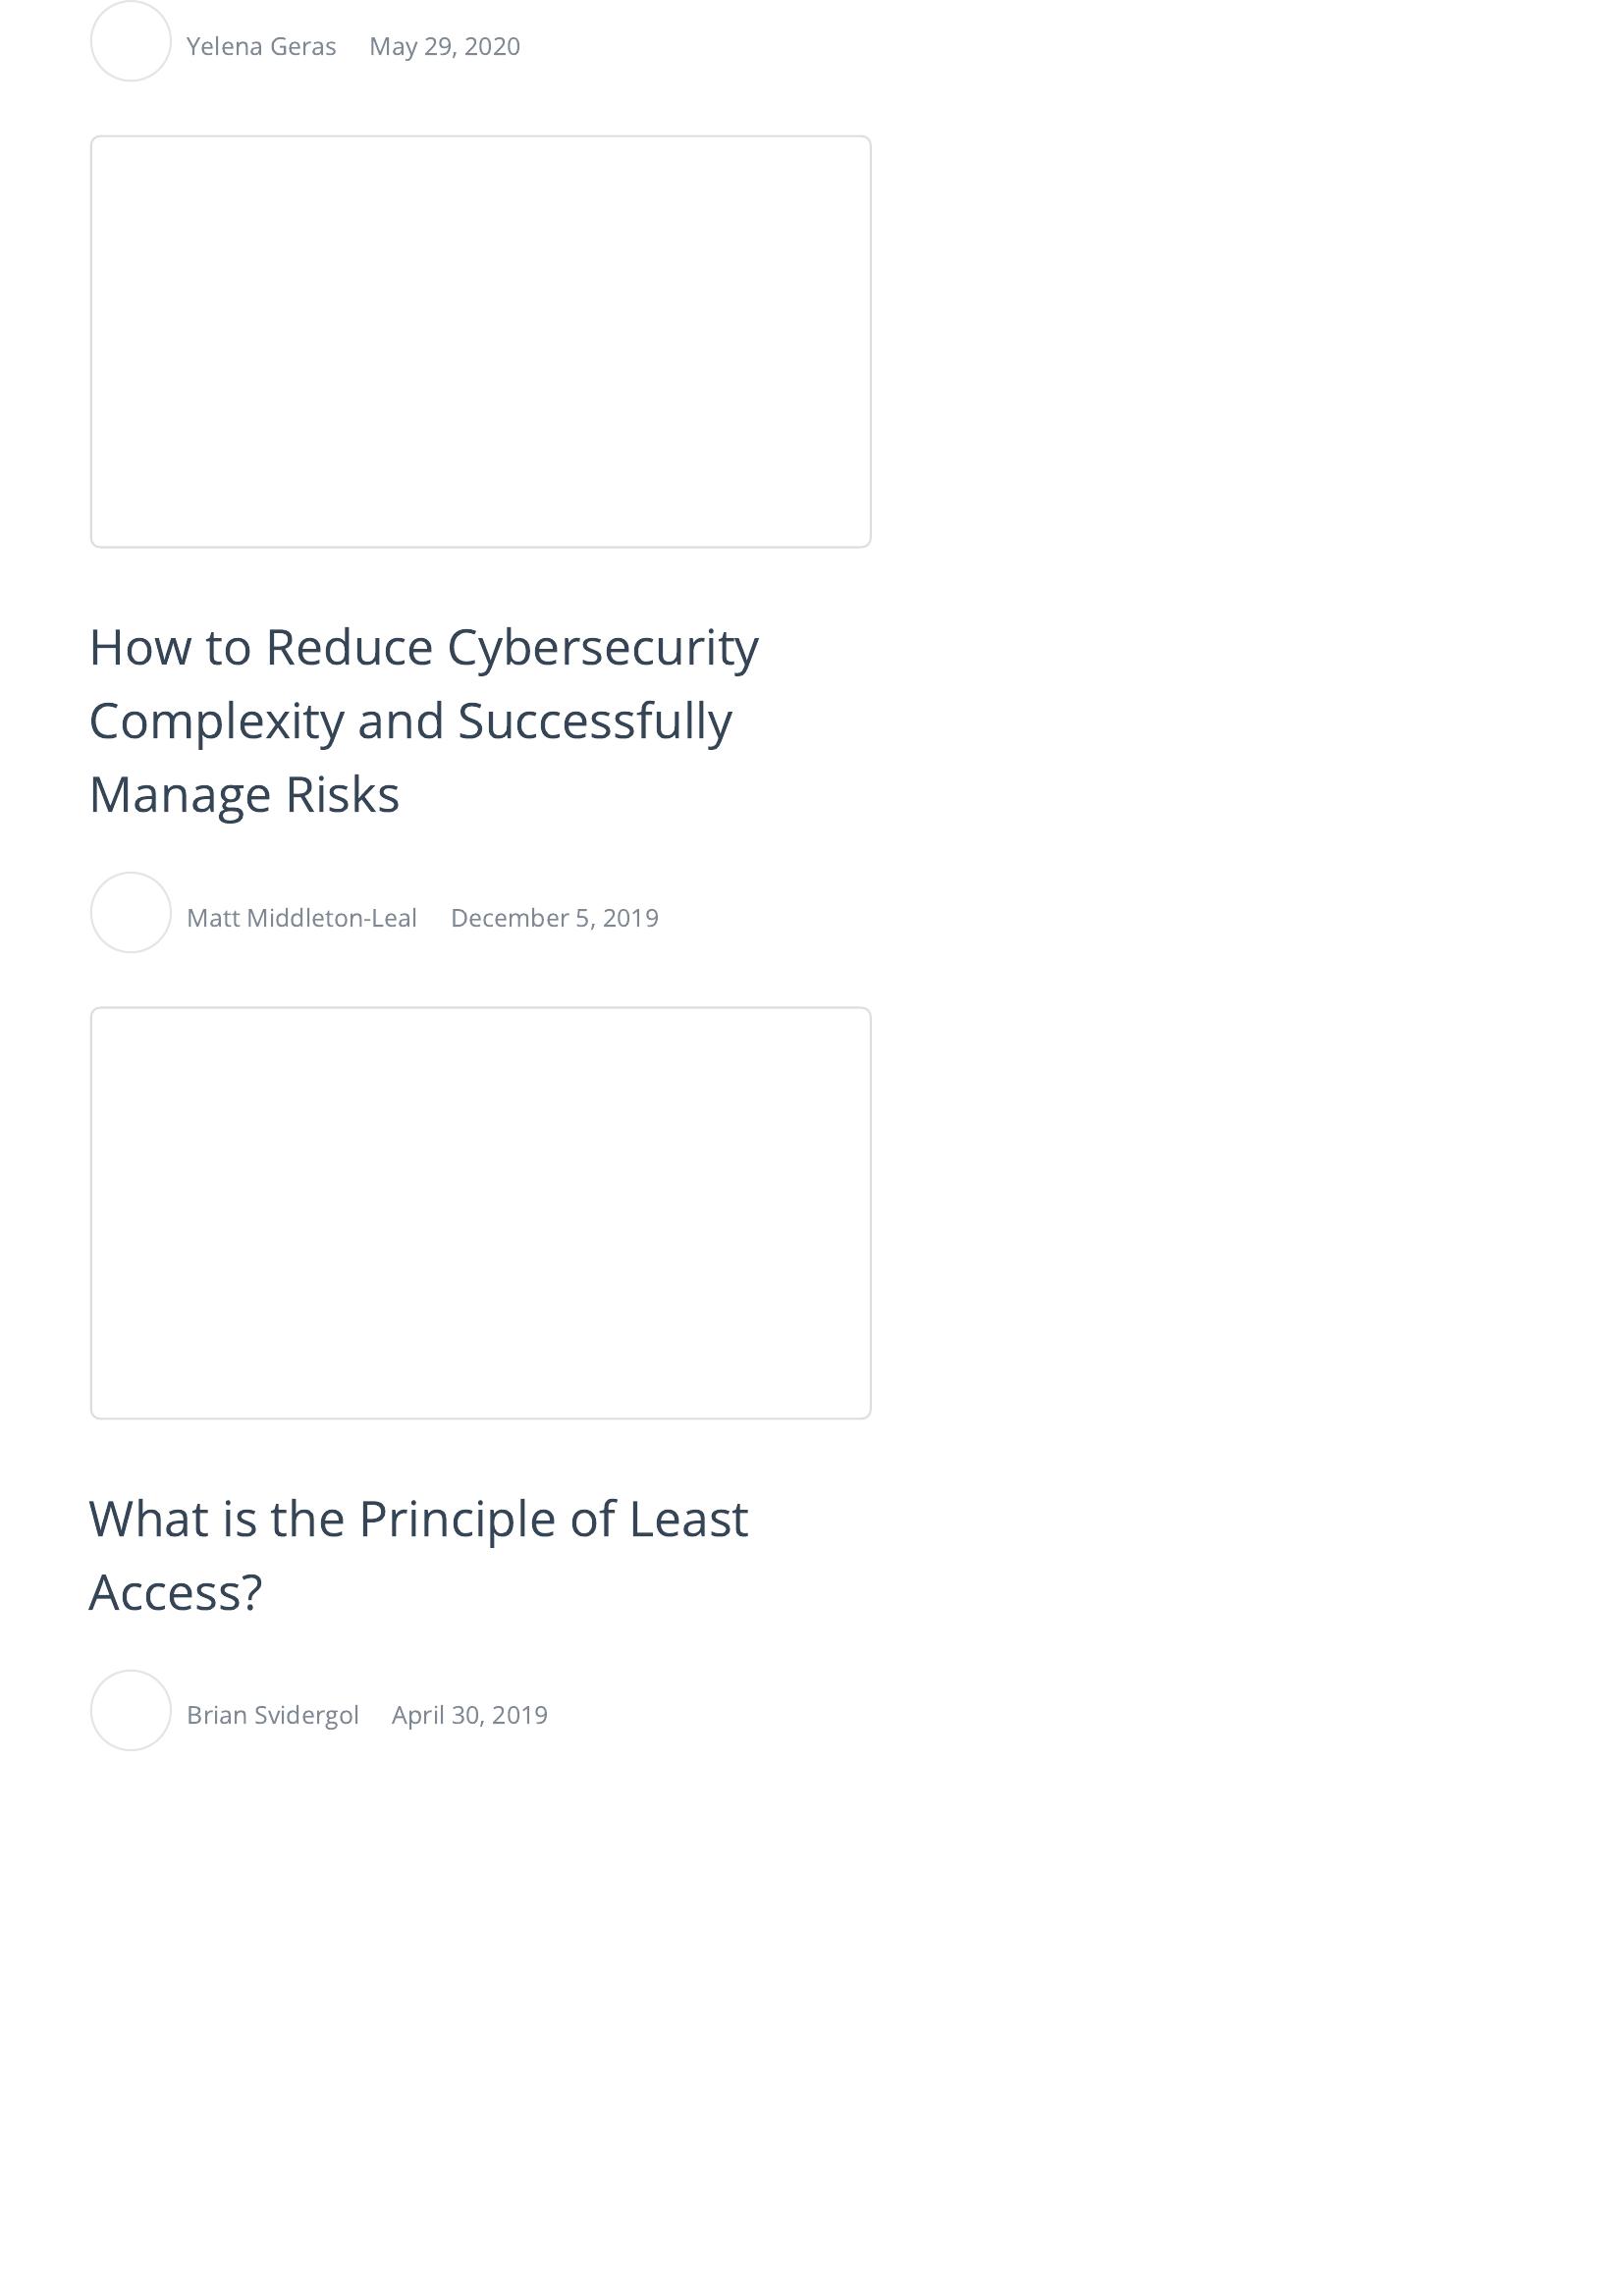 Yelena Geras May 29, 2020
How to Reduce Cybersecurity
Complexity and Successfully
Manage Risks
Matt Middleton-Leal December 5, 2019
What is the Principle of Least
Access?
Brian Svidergol April 30, 2019